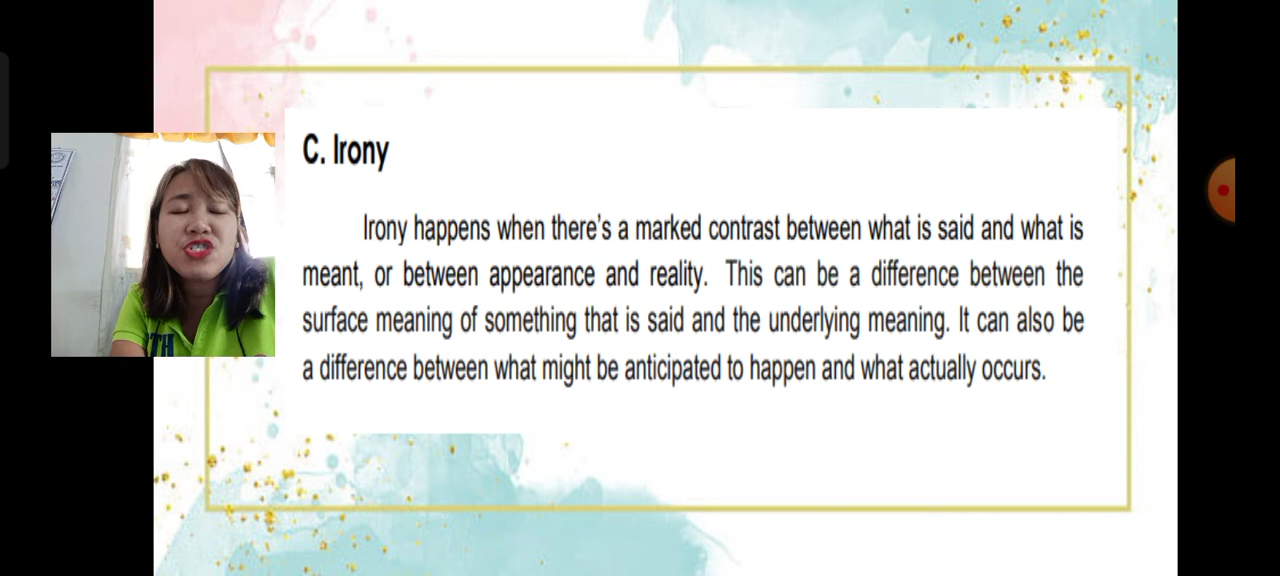 C. Irony
Irony happens when there's a marked contrast between what is said and what is
meant, or between appearance and reality. This can be a difference between the
surface meaning of something that is said and the underlying meaning. It can also be
a difference between what might be anticipated to happen and what actually occurs.